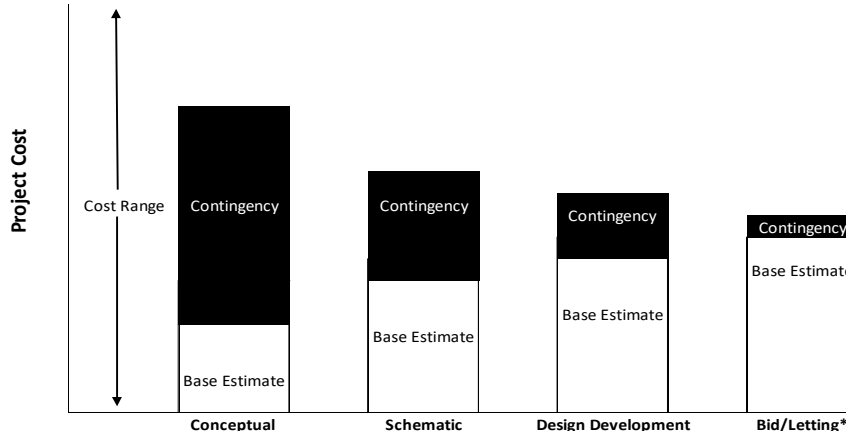 Project Cost
Cost Range
Contingency
Base Estimate
Contingency
Base Estimate
Contingency
Base Estimate
Contingency
Base Estimate
Conceptual
Schematic
Design Development
Bid/Letting*